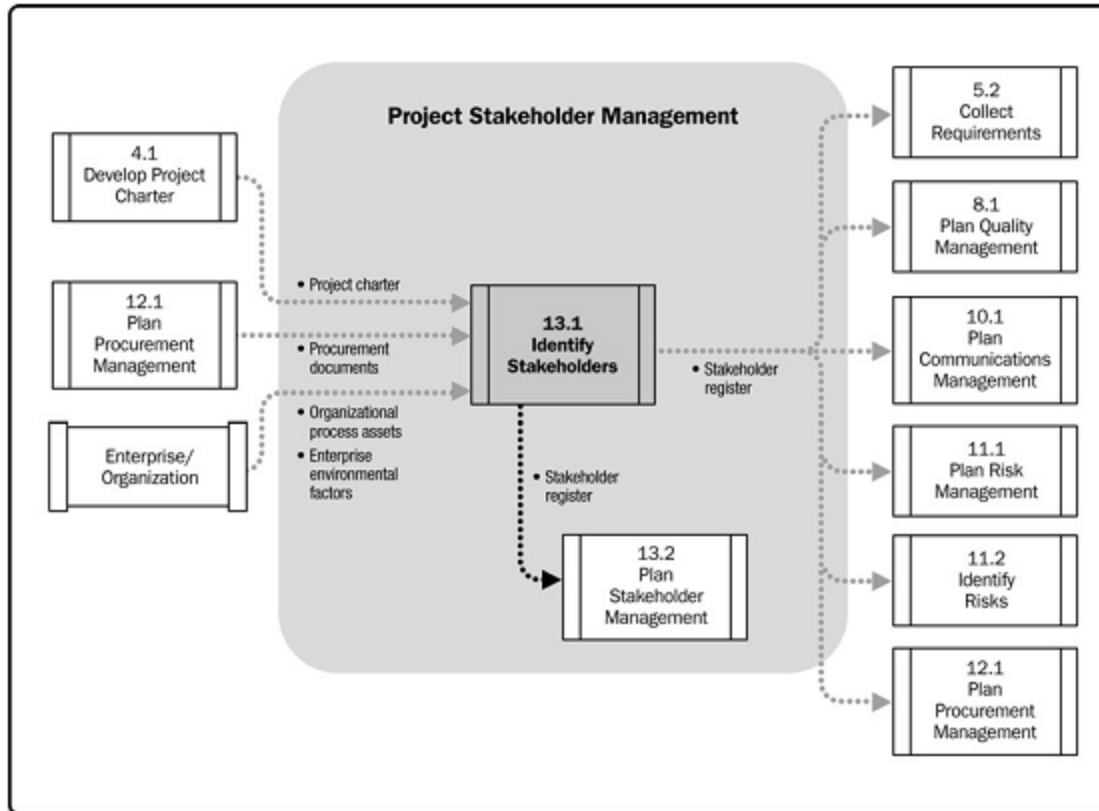 Project Stakeholder Management
4.1
Develop Project
Charter
12.1
Plan
Procurement
Management
Enterprise/
Organization
• Project charter
• Procurement
documents
• Organizational
process assets
• Enterprise
environmental
factors
13.1
Identify
Stakeholders
• Stakeholder
register
• Stakeholder
register
13.2
Plan
Stakeholder
Management
5.2
Collect
Requirements
8.1
Plan Quality
Management
10.1
Plan
Communications
Management
11.1
Plan Risk
Management
11.2
Identify
Risks
12.1
Plan
Procurement
Management